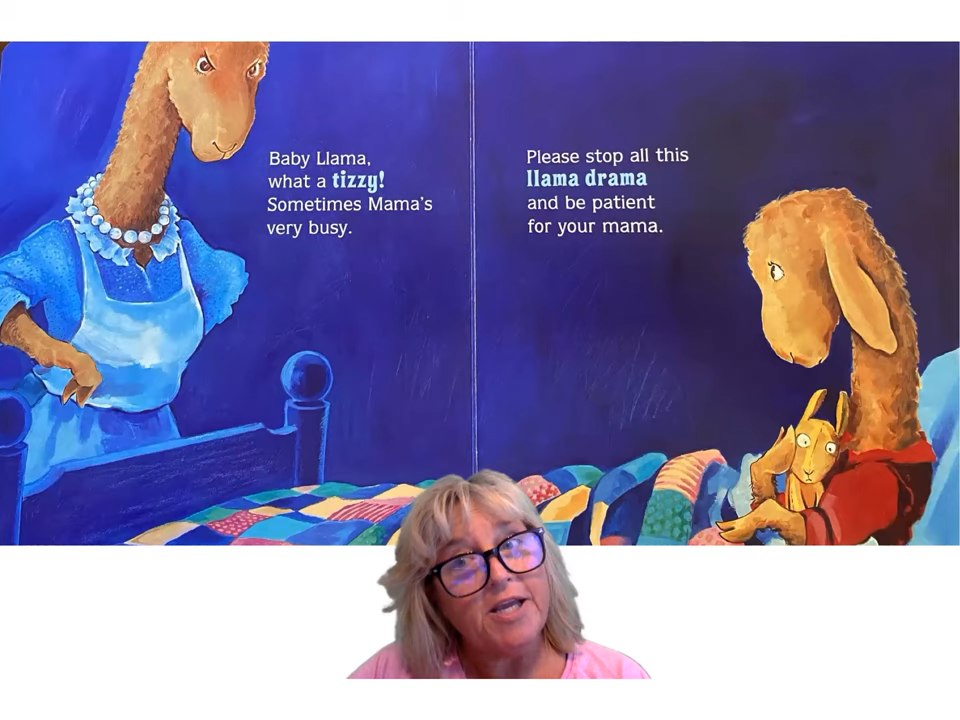 Baby Llama,
what a tizzy!
Sometimes Mama's
very busy.
Please stop all this
llama drama
and be patient
for your mama.